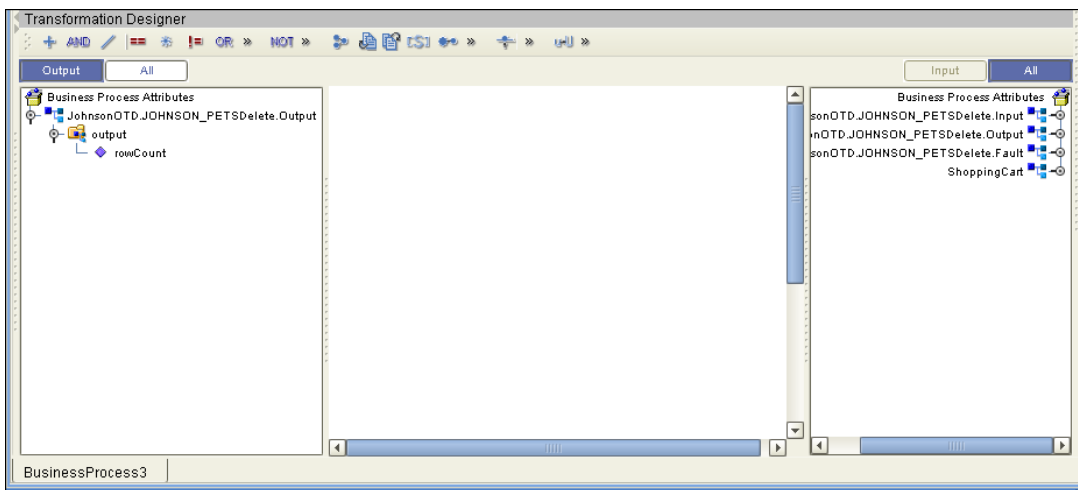 Transformation Designer
AND == != OR » NOT » [S] » » u+U »
Output All Input All
Business Process Attributes
JohnsonOTD.JOHNSON_PETSDelete.Output
output
rowCount
Business Process Attributes
sonOTD.JOHNSON_PETSDelete.Input
nOTD.JOHNSON_PETSDelete.Output
sonOTD.JOHNSON_PETSDelete.Fault
ShoppingCart
BusinessProcess3